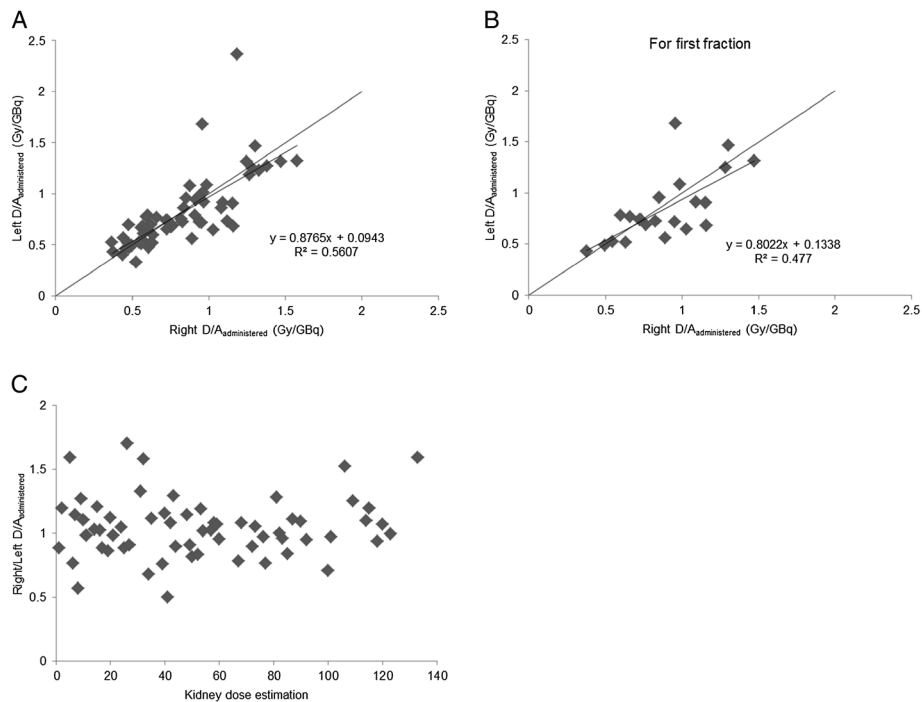 A
2.5
2
1.5
1
0.5
0
0.5
1
1.5
2
2.5
Left D/Aadministered (Gy/GBq)
y = 0.8765x + 0.0943
R² = 0.5607
Right D/Aadministered (Gy/GBq)
B
For first fraction
2.5
2
1.5
1
0.5
0
0
0.5
1
1.5
2
2.5
Left D/Aadministered (Gy/GBq)
y = 0.8022x + 0.1338
R² = 0.477
Right D/Aadministered (Gy/GBq)
C
2
1.5
1
0.5
0
0
20
40
60
80
100
120
140
Right/Left D/Aadministered
Kidney dose estimation